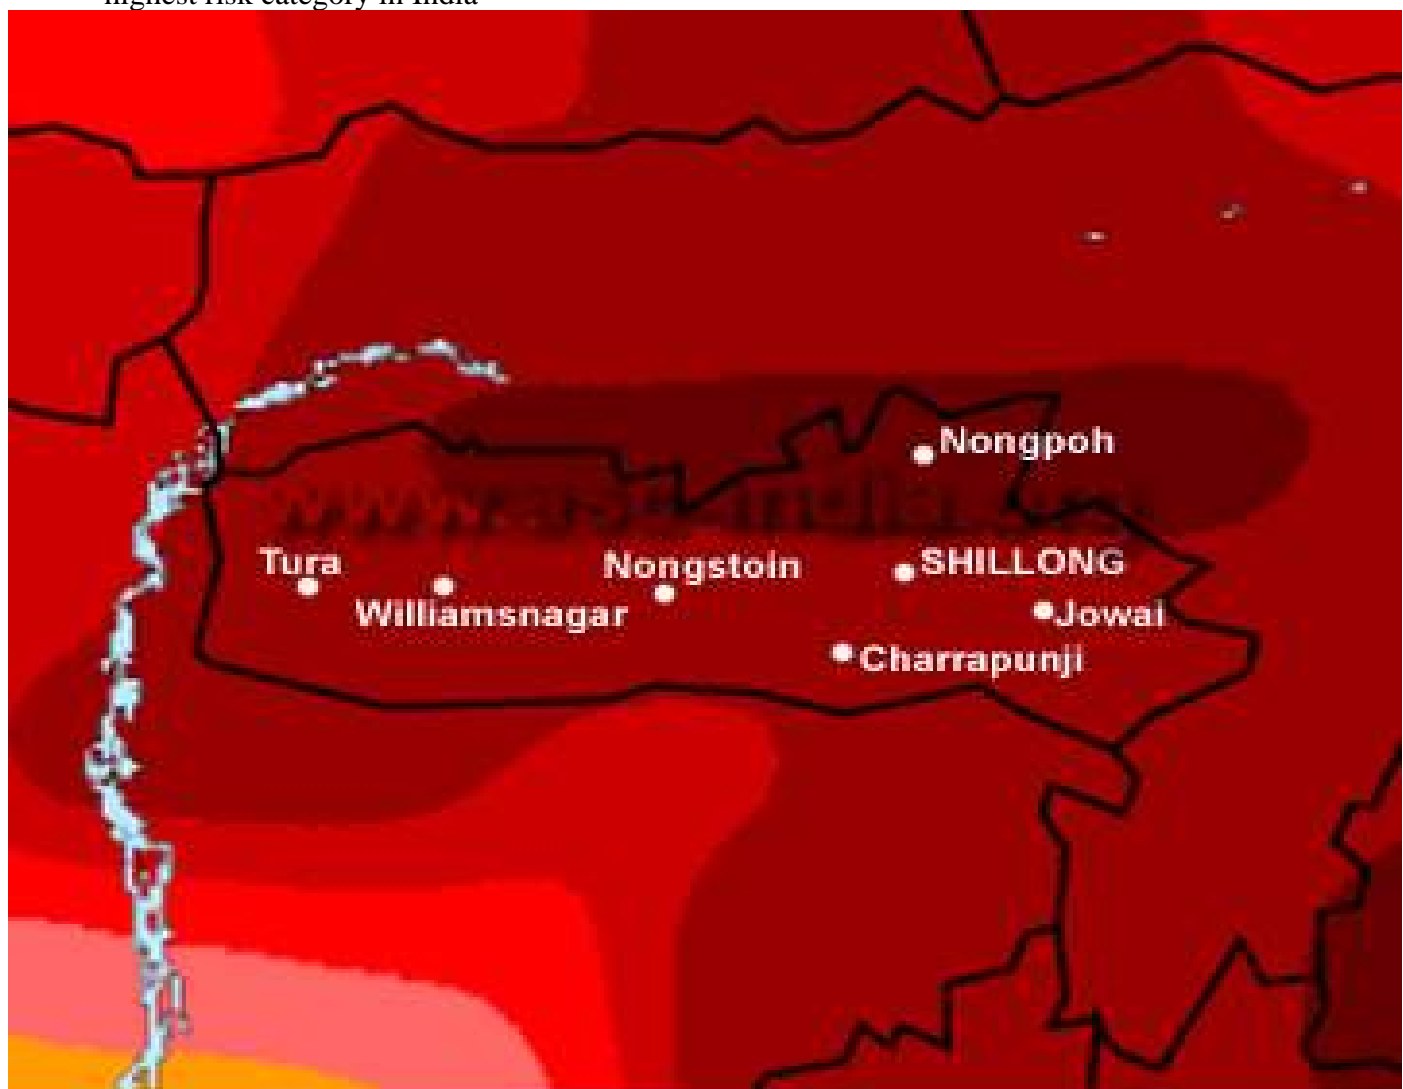 highest risk category in India
Nongpoh
Tura
Nongstoin
SHILLONG
Williamsnagar
Jowai
Charrapunji